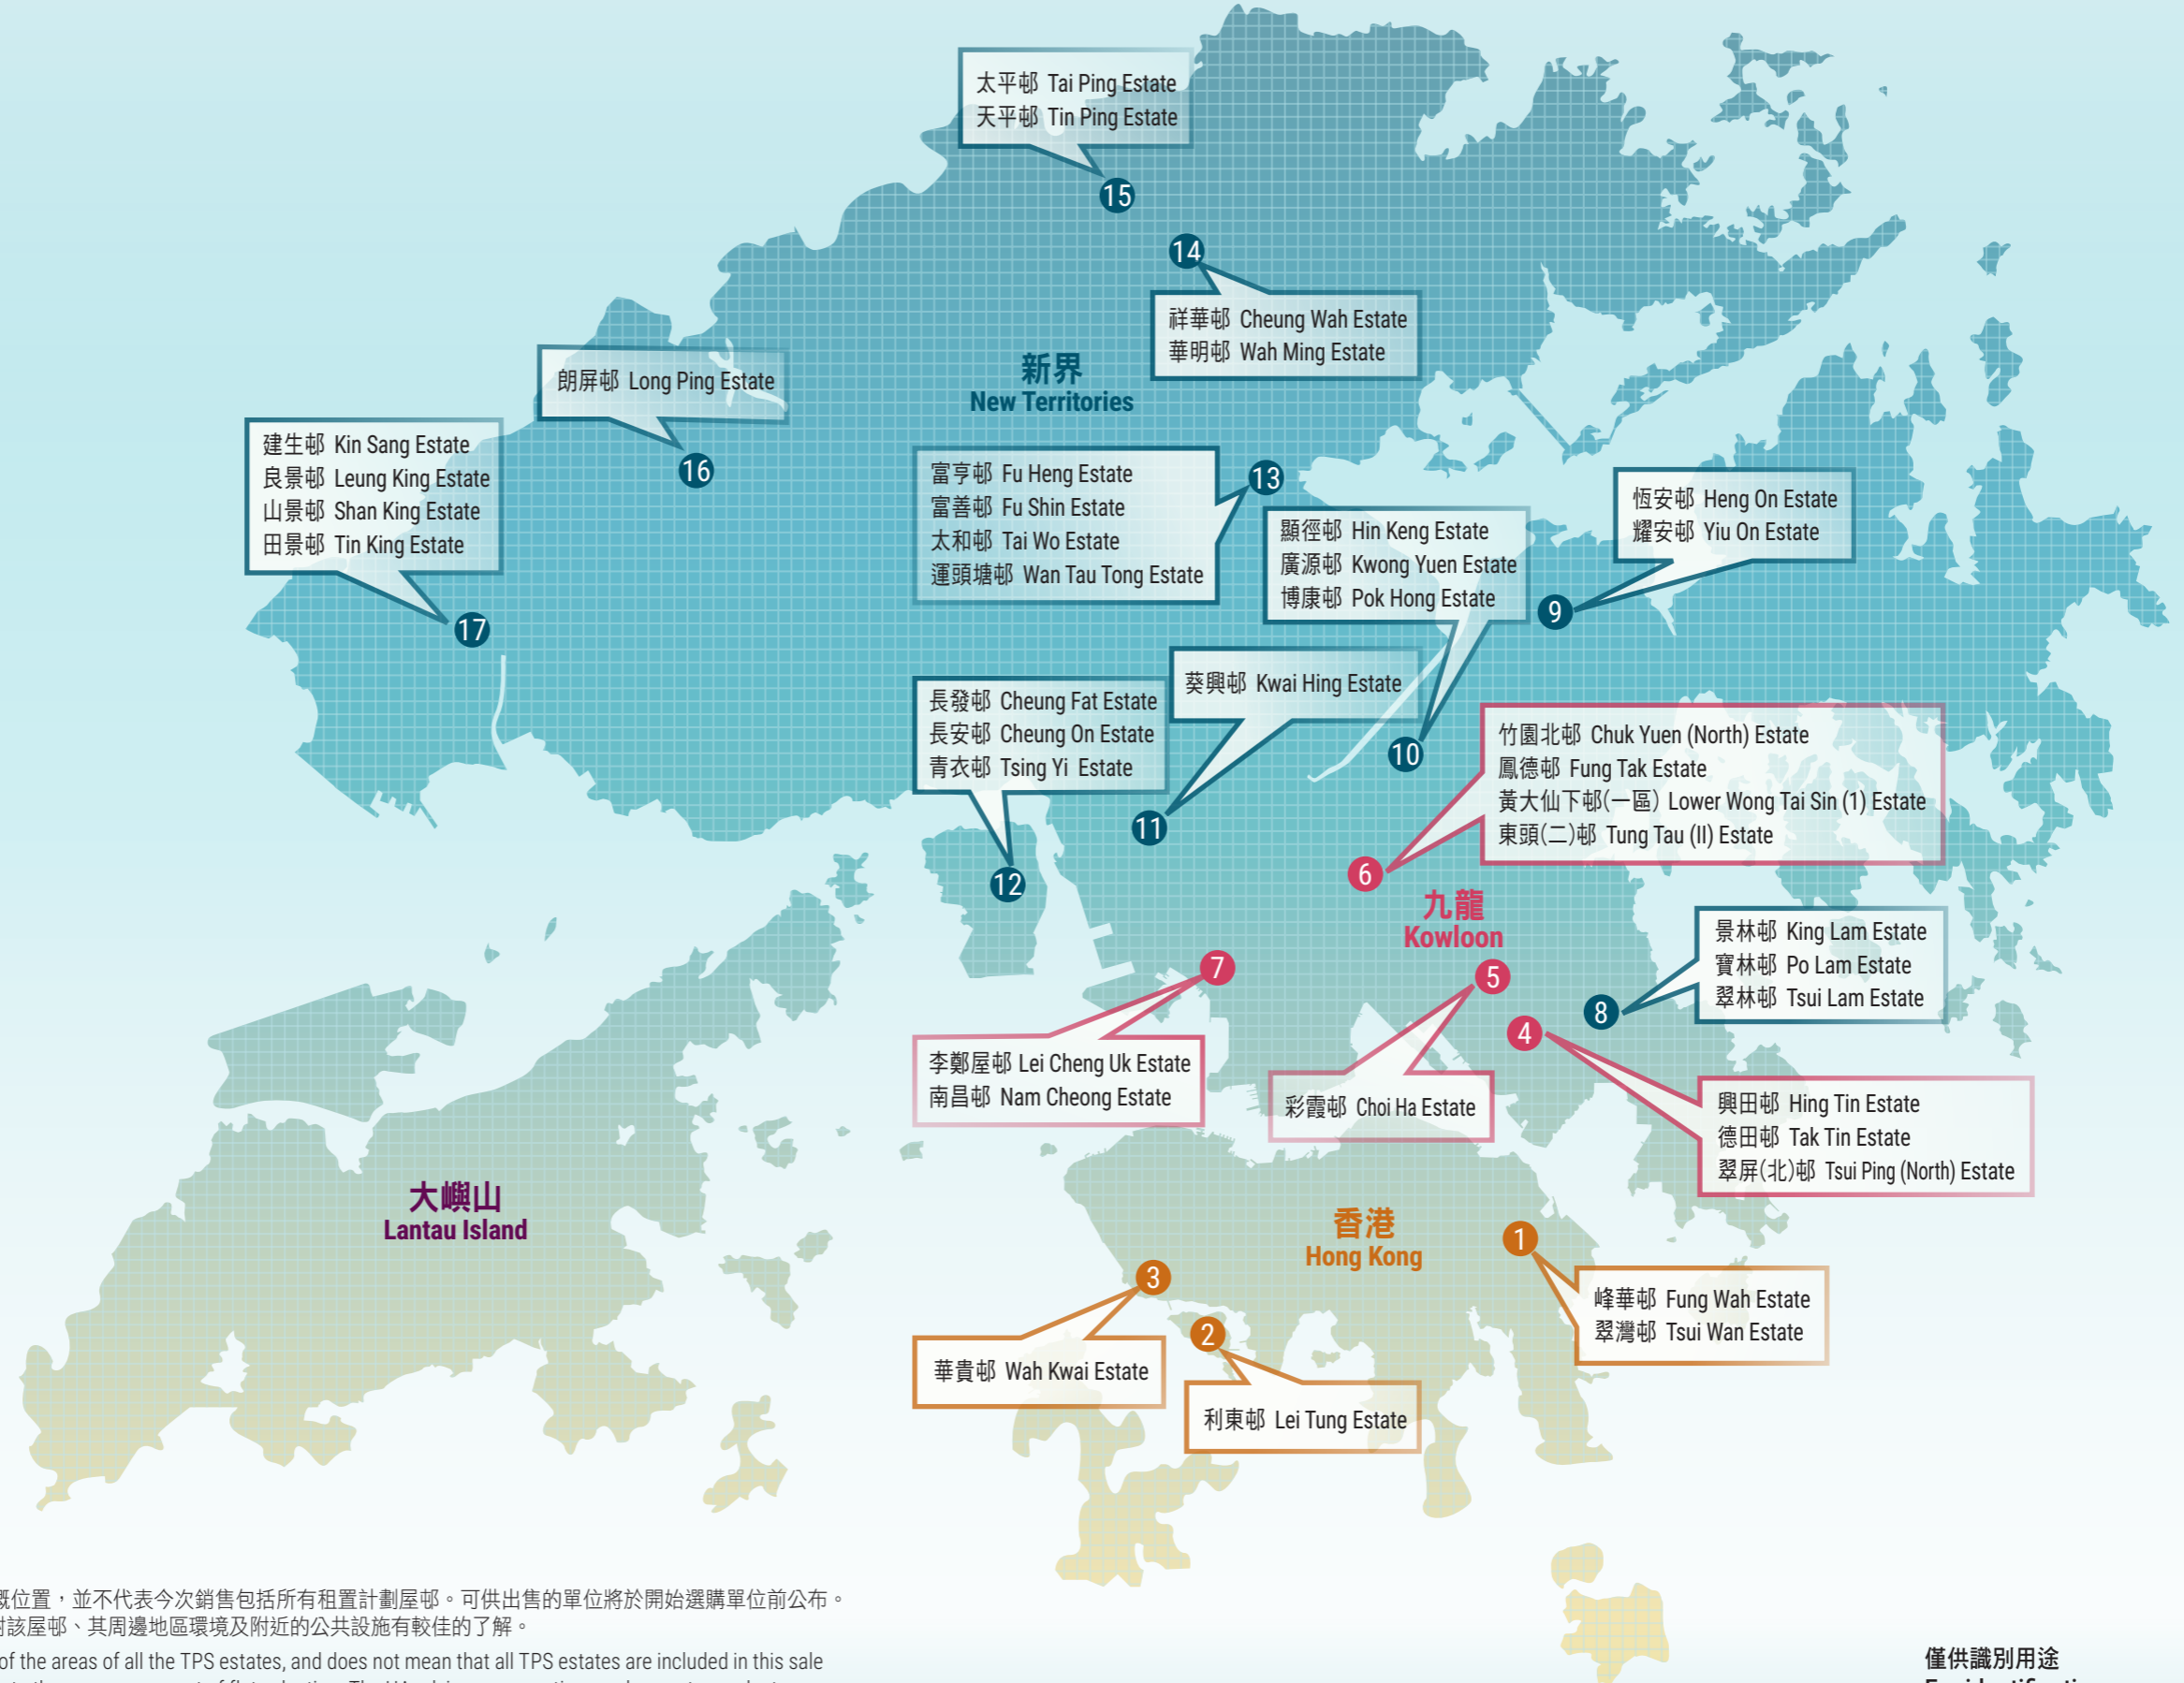 太平邨 Tai Ping Estate
天平邨 Tin Ping Estate
15
14
祥華邨 Cheung Wah Estate
華明邨 Wah Ming Estate
新界
New Territories
朗屏邨 Long Ping Estate
16
建生邨 Kin Sang Estate
良景邨 Leung King Estate
山景邨 Shan King Estate
田景邨 Tin King Estate
17
富亨邨 Fu Heng Estate
富善邨 Fu Shin Estate
太和邨 Tai Wo Estate
運頭塘邨 Wan Tau Tong Estate
13
顯徑邨 Hin Keng Estate
廣源邨 Kwong Yuen Estate
博康邨 Pok Hong Estate
10
恆安邨 Heng On Estate
耀安邨 Yiu On Estate
9
葵興邨 Kwai Hing Estate
11
長發邨 Cheung Fat Estate
長安邨 Cheung On Estate
青衣邨 Tsing Yi Estate
12
竹園北邨 Chuk Yuen (North) Estate
鳳德邨 Fung Tak Estate
黃大仙下邨(一區) Lower Wong Tai Sin (1) Estate
東頭(二)邨 Tung Tau (II) Estate
6
九龍
Kowloon
景林邨 King Lam Estate
寶林邨 Po Lam Estate
翠林邨 Tsui Lam Estate
8
7
李鄭屋邨 Lei Cheng Uk Estate
南昌邨 Nam Cheong Estate
5
彩霞邨 Choi Ha Estate
4
興田邨 Hing Tin Estate
德田邨 Tak Tin Estate
翠屏(北)邨 Tsui Ping (North) Estate
大嶼山
Lantau Island
香港
Hong Kong
1
峰華邨 Fung Wah Estate
翠灣邨 Tsui Wan Estate
3
華貴邨 Wah Kwai Estate
2
利東邨 Lei Tung Estate
位置，並不代表今次銷售包括所有租置計劃屋邨。可供出售的單位將於開始選購單位前公布。
該屋邨、其周邊地區環境及附近的公共設施有較佳的了解。
of the areas of all the TPS estates, and does not mean that all TPS estates are included in this sale
僅供識別用途